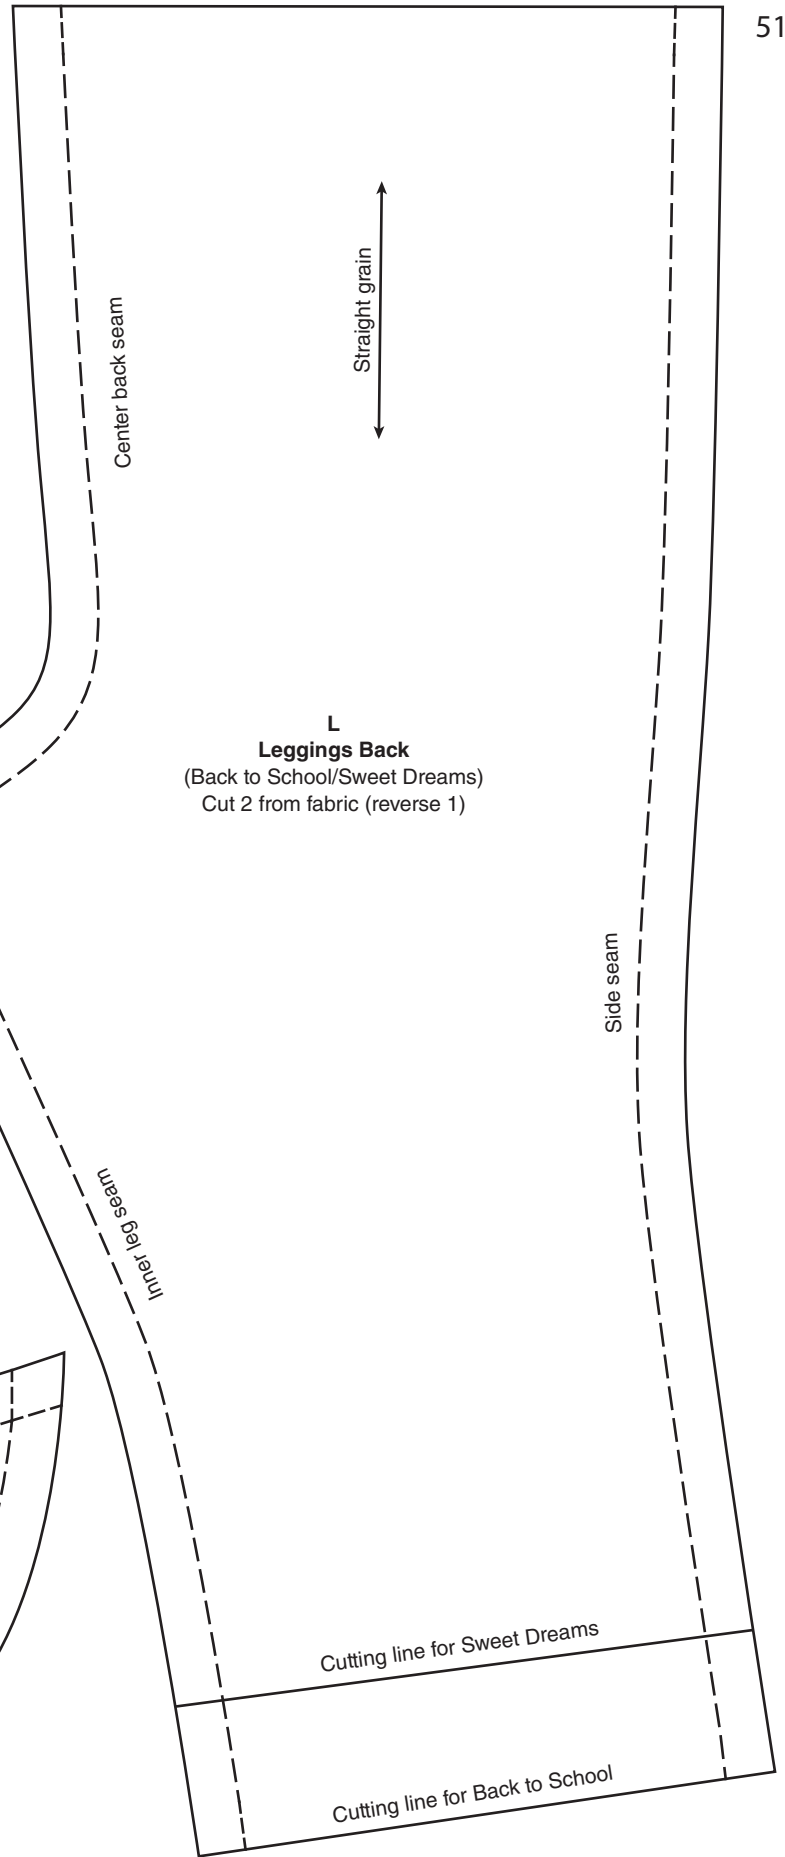 51
Straight grain
Center back seam
L
Leggings Back
(Back to School/Sweet Dreams)
Cut 2 from fabric (reverse 1)
Side seam
Inner leg seam
Cutting line for Sweet Dreams
Cutting line for Back to School